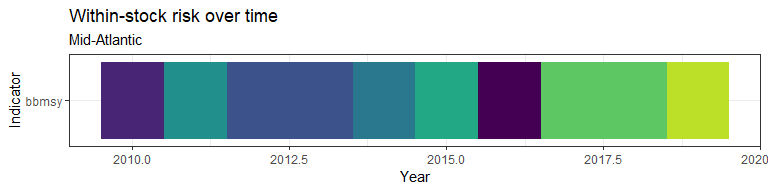 Within-stock risk over time
Mid-Atlantic
Indicator
bbmsy
2010.0 2012.5 2015.0 2017.5 2020
Year